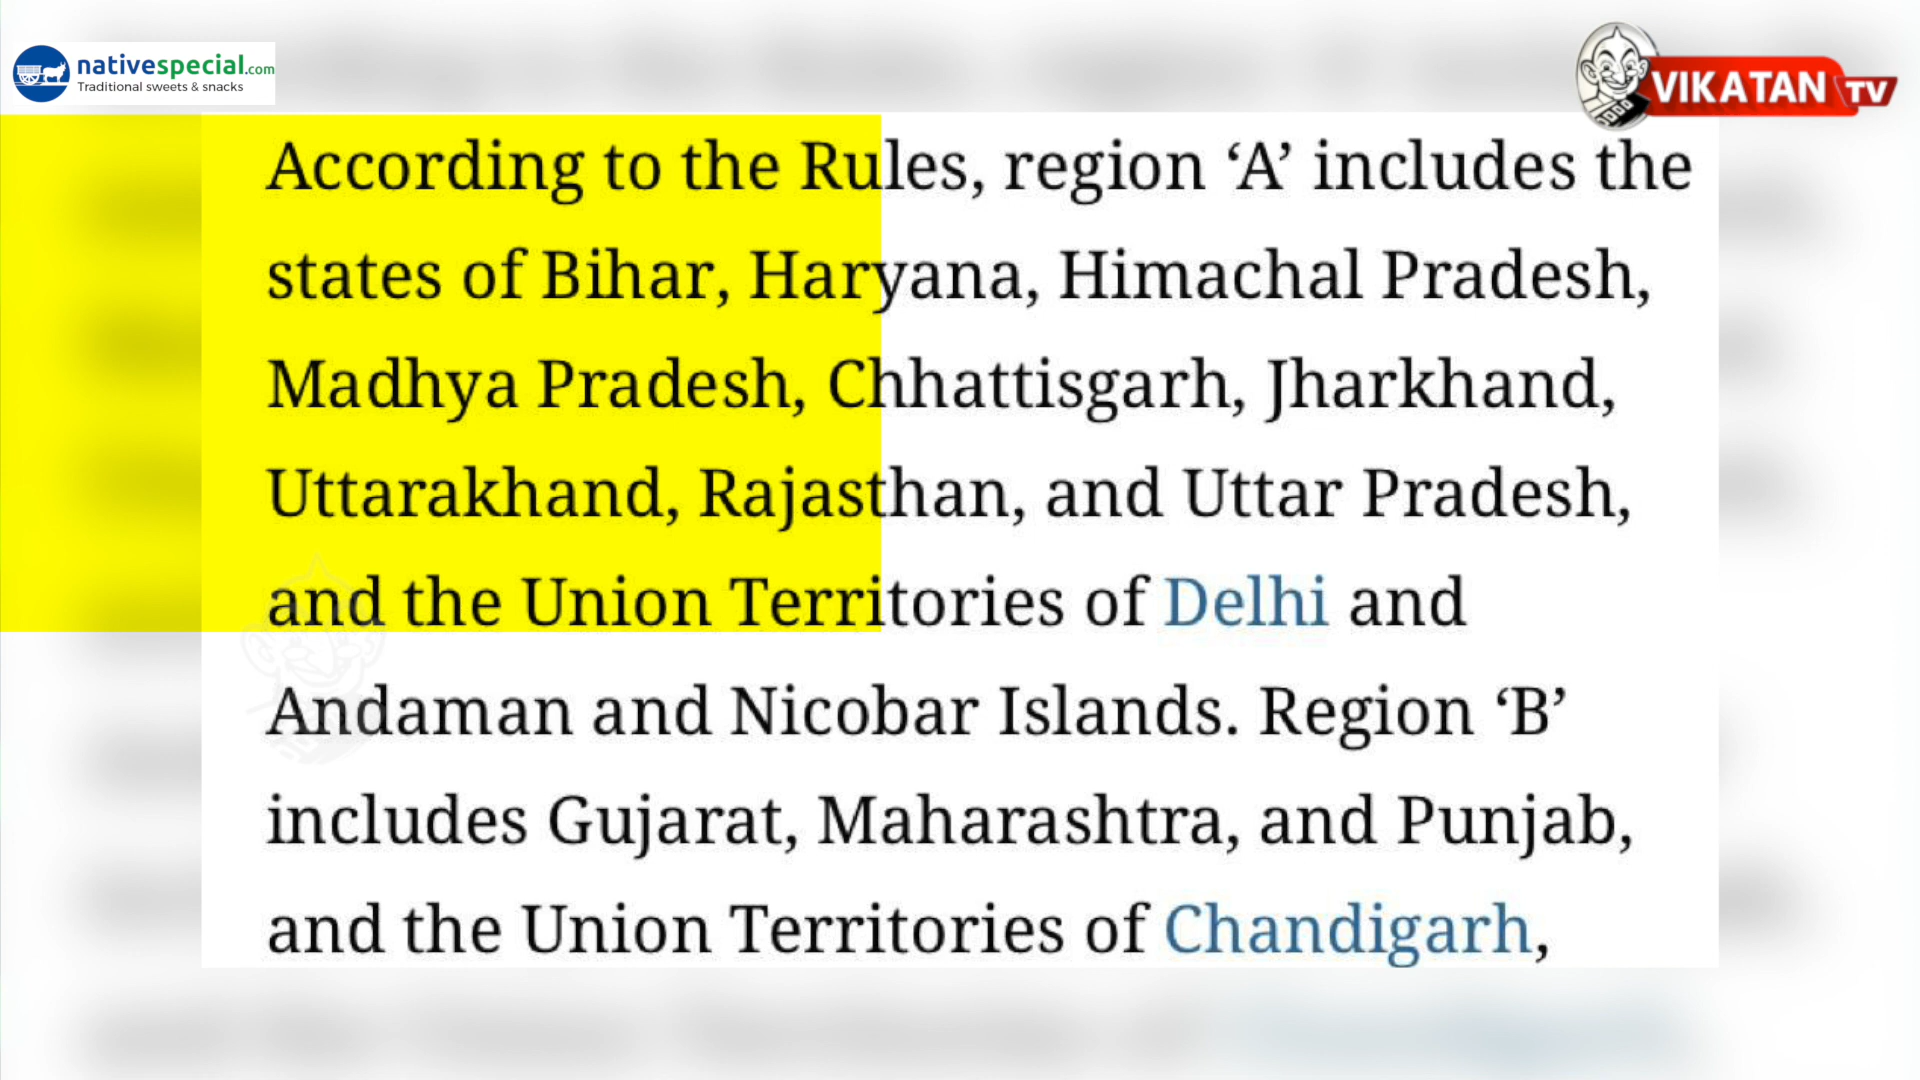 nativespecial.com
Traditional sweets & snacks
VIKATAN TV
According to the Rules, region ‘A’ includes the
states of Bihar, Haryana, Himachal Pradesh,
Madhya Pradesh, Chhattisgarh, Jharkhand,
Uttarakhand, Rajasthan, and Uttar Pradesh,
and the Union Territories of Delhi and
Andaman and Nicobar Islands. Region ‘B’
includes Gujarat, Maharashtra, and Punjab,
and the Union Territories of Chandigarh,